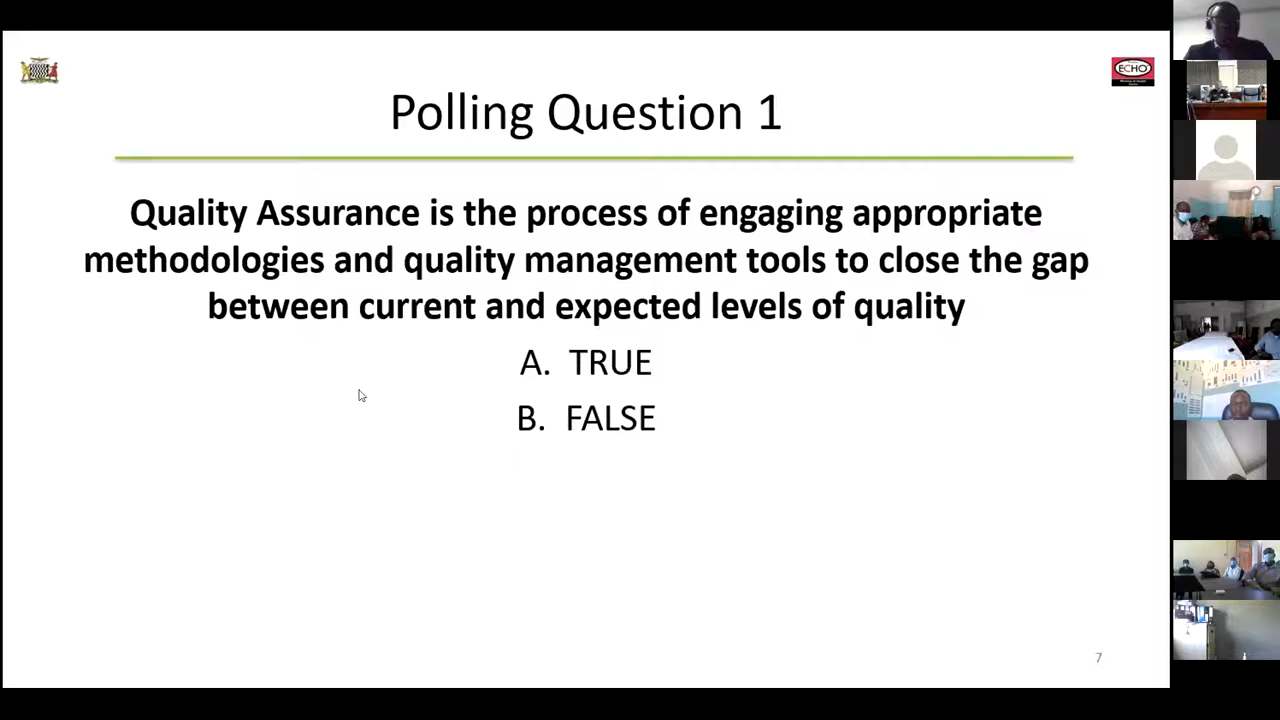 ECHO
Polling Question 1
Quality Assurance is the process of engaging appropriate
methodologies and quality management tools to close the gap
between current and expected levels of quality
A. TRUE
B. FALSE
7